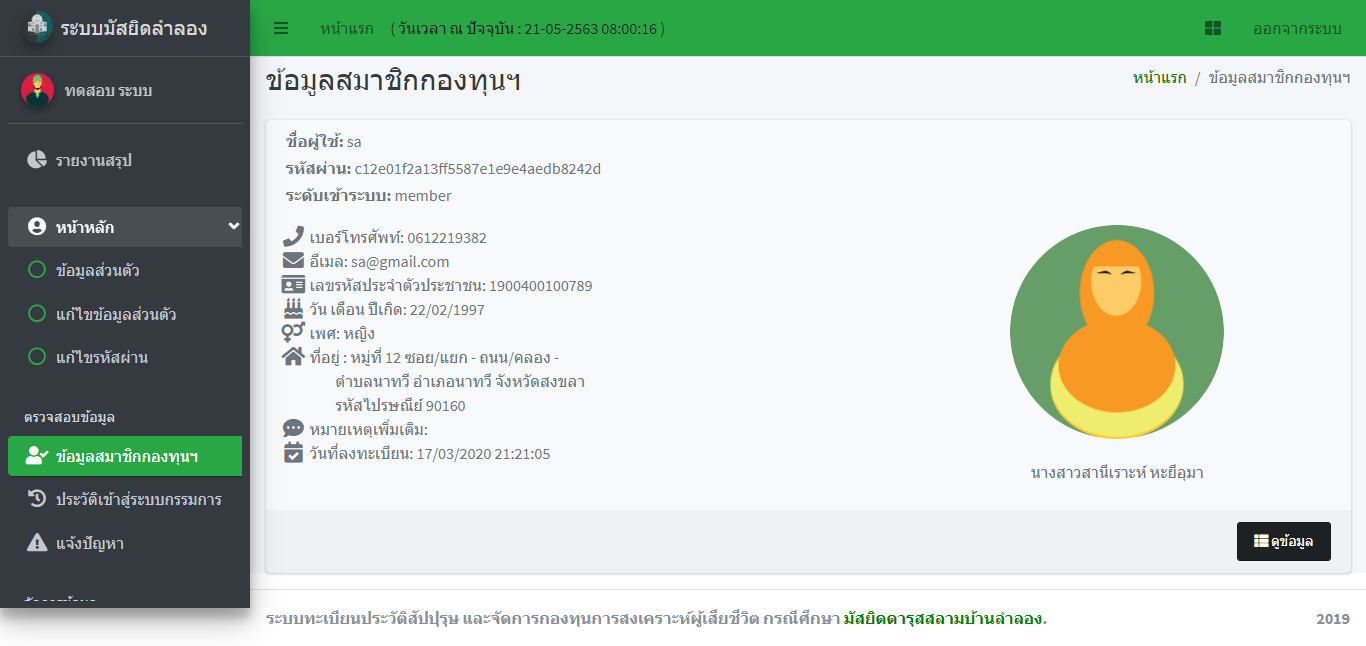 ระบบมัสยิดลำลอง
หน้าแรก ( วันเวลา ณ ปัจจุบัน : 21-05-2563 08:00:16 )
ออกจากระบบ
ทดสอบ ระบบ
รายงานสรุป
หน้าหลัก
ข้อมูลส่วนตัว
แก้ไขข้อมูลส่วนตัว
แก้ไขรหัสผ่าน
ตรวจสอบข้อมูล
ข้อมูลสมาชิกกองทุนฯ
ประวัติเข้าสู่ระบบกรรมการ
แจ้งปัญหา
ข้อมูลสมาชิกกองทุนฯ
หน้าแรก / ข้อมูลสมาชิกกองทุนฯ
ชื่อผู้ใช้: sa
รหัสผ่าน: c12e01f2a13ff5587e1e9e4aedb8242d
ระดับเข้าระบบ: member
เบอร์โทรศัพท์: 0612219382
อีเมล: sa@gmail.com
เลขรหัสประจำตัวประชาชน: 1900400100789
วัน เดือน ปีเกิด: 22/02/1997
เพศ: หญิง
ที่อยู่ : หมู่ที่ 12 ซอย/แยก - ถนน/คลอง -
ตำบลนาทวี อำเภอนาทวี จังหวัดสงขลา
รหัสไปรษณีย์ 90160
หมายเหตุเพิ่มเติม:
วันที่ลงทะเบียน: 17/03/2020 21:21:05
นางสาวสานีเราะห์ หะยีอุมา
ดูข้อมูล
ระบบทะเบียนประวัติสัปปุรุษ และจัดการกองทุนการสงเคราะห์ผู้เสียชีวิต กรณีศึกษา มัสยิดดารุสสลามบ้านลำลอง.
2019